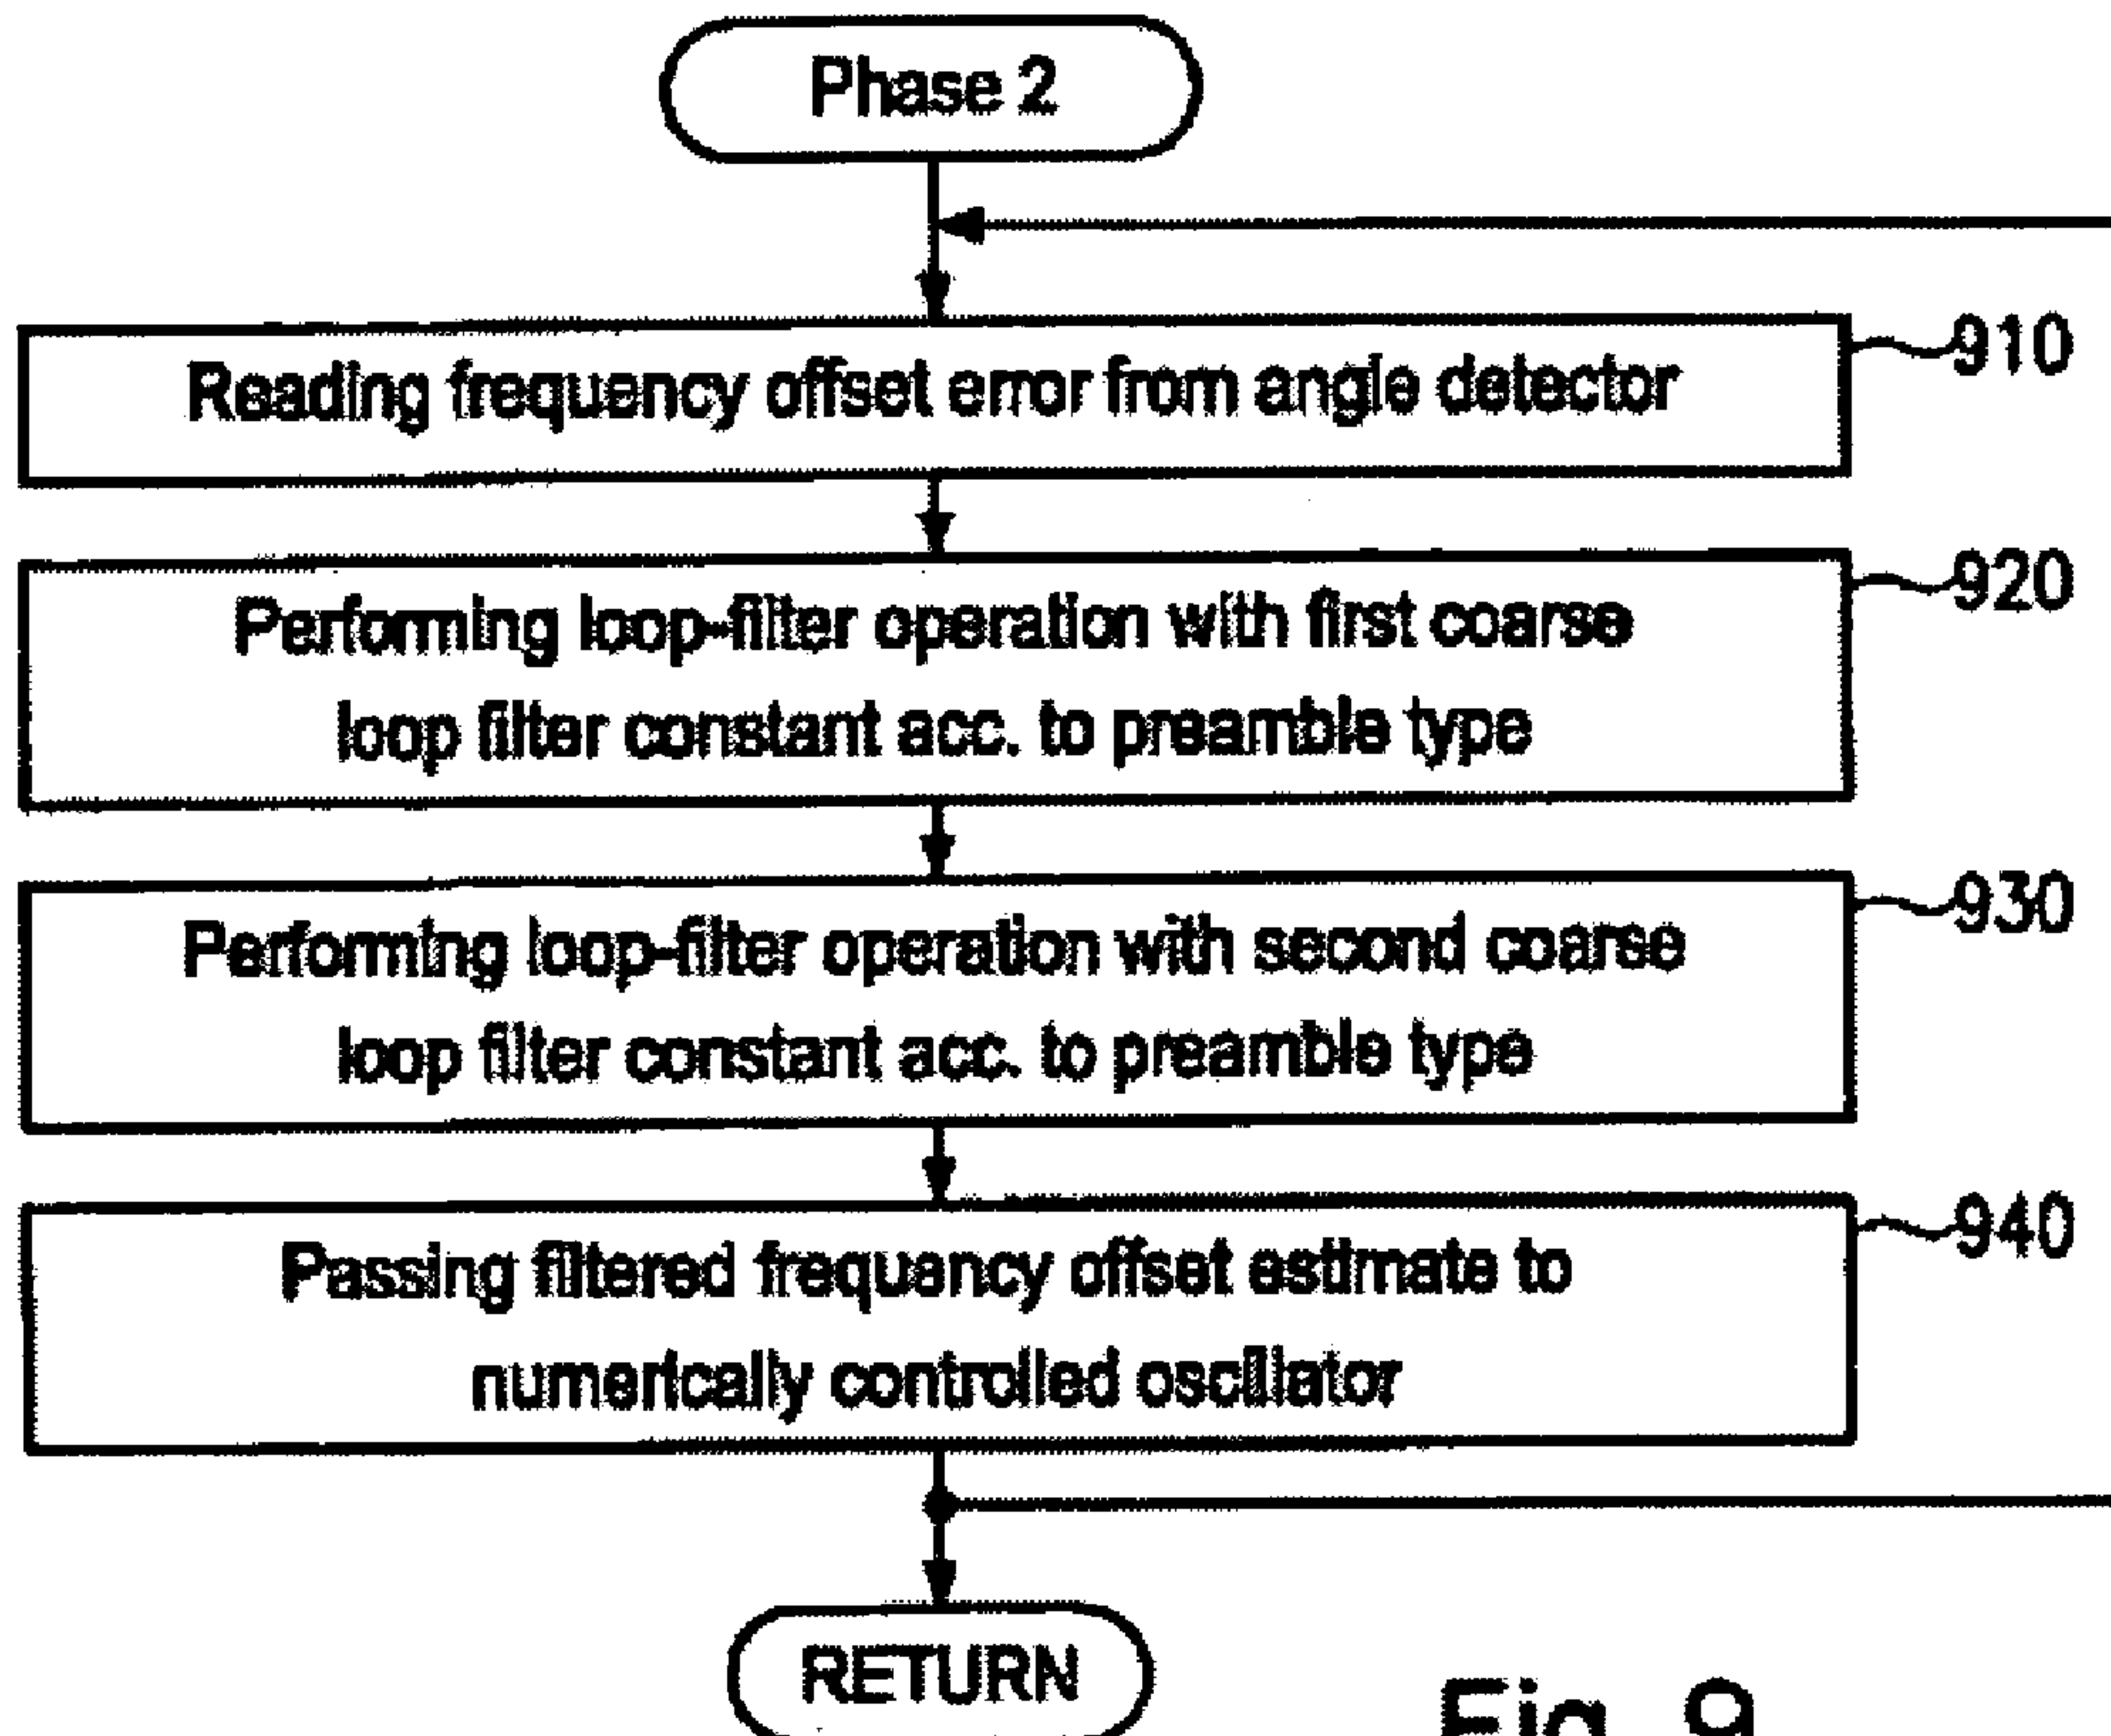 Phase 2
Reading frequency offset error from angle detector
910
Performing loop-filter operation with first coarse
loop filter constant acc. to preamble type
920
Performing loop-filter operation with second coarse
loop filter constant acc. to preamble type
930
Passing filtered frequency offset estimate to
numerically controlled oscillator
940
RETURN
Fig. 9